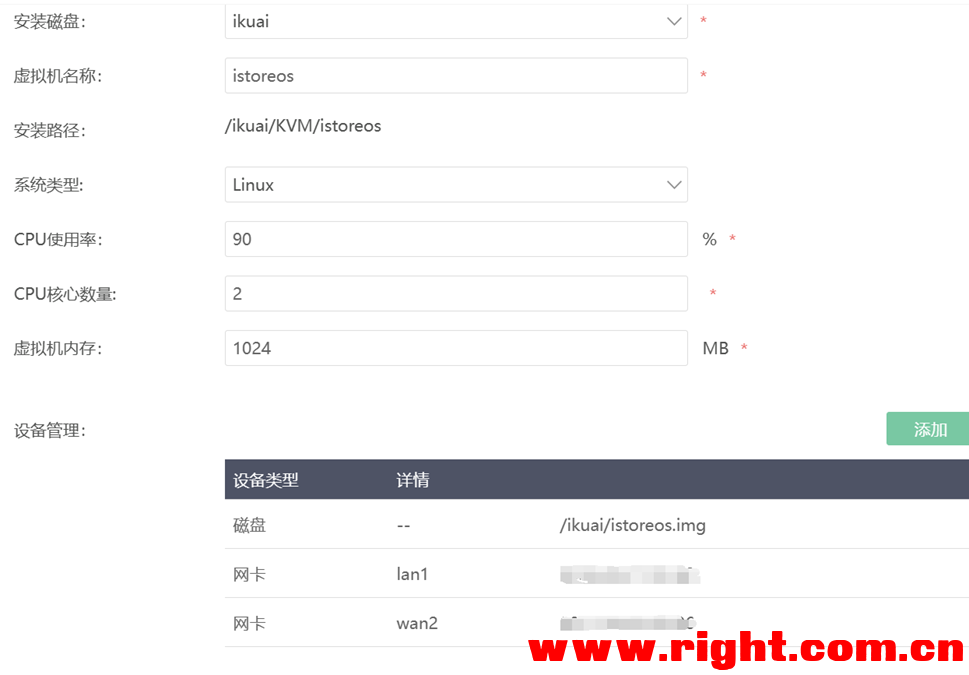 安装磁盘: ikuai *
虚拟机名称: istoreos *
安装路径: /ikuai/KVM/istoreos
系统类型: Linux
CPU使用率: 90 % *
CPU核心数量: 2 *
虚拟机内存: 1024 MB *
设备管理: 添加
设备类型 详情
磁盘 -- /ikuai/istoreos.img
网卡 lan1
网卡 wan2
www.right.com.cn